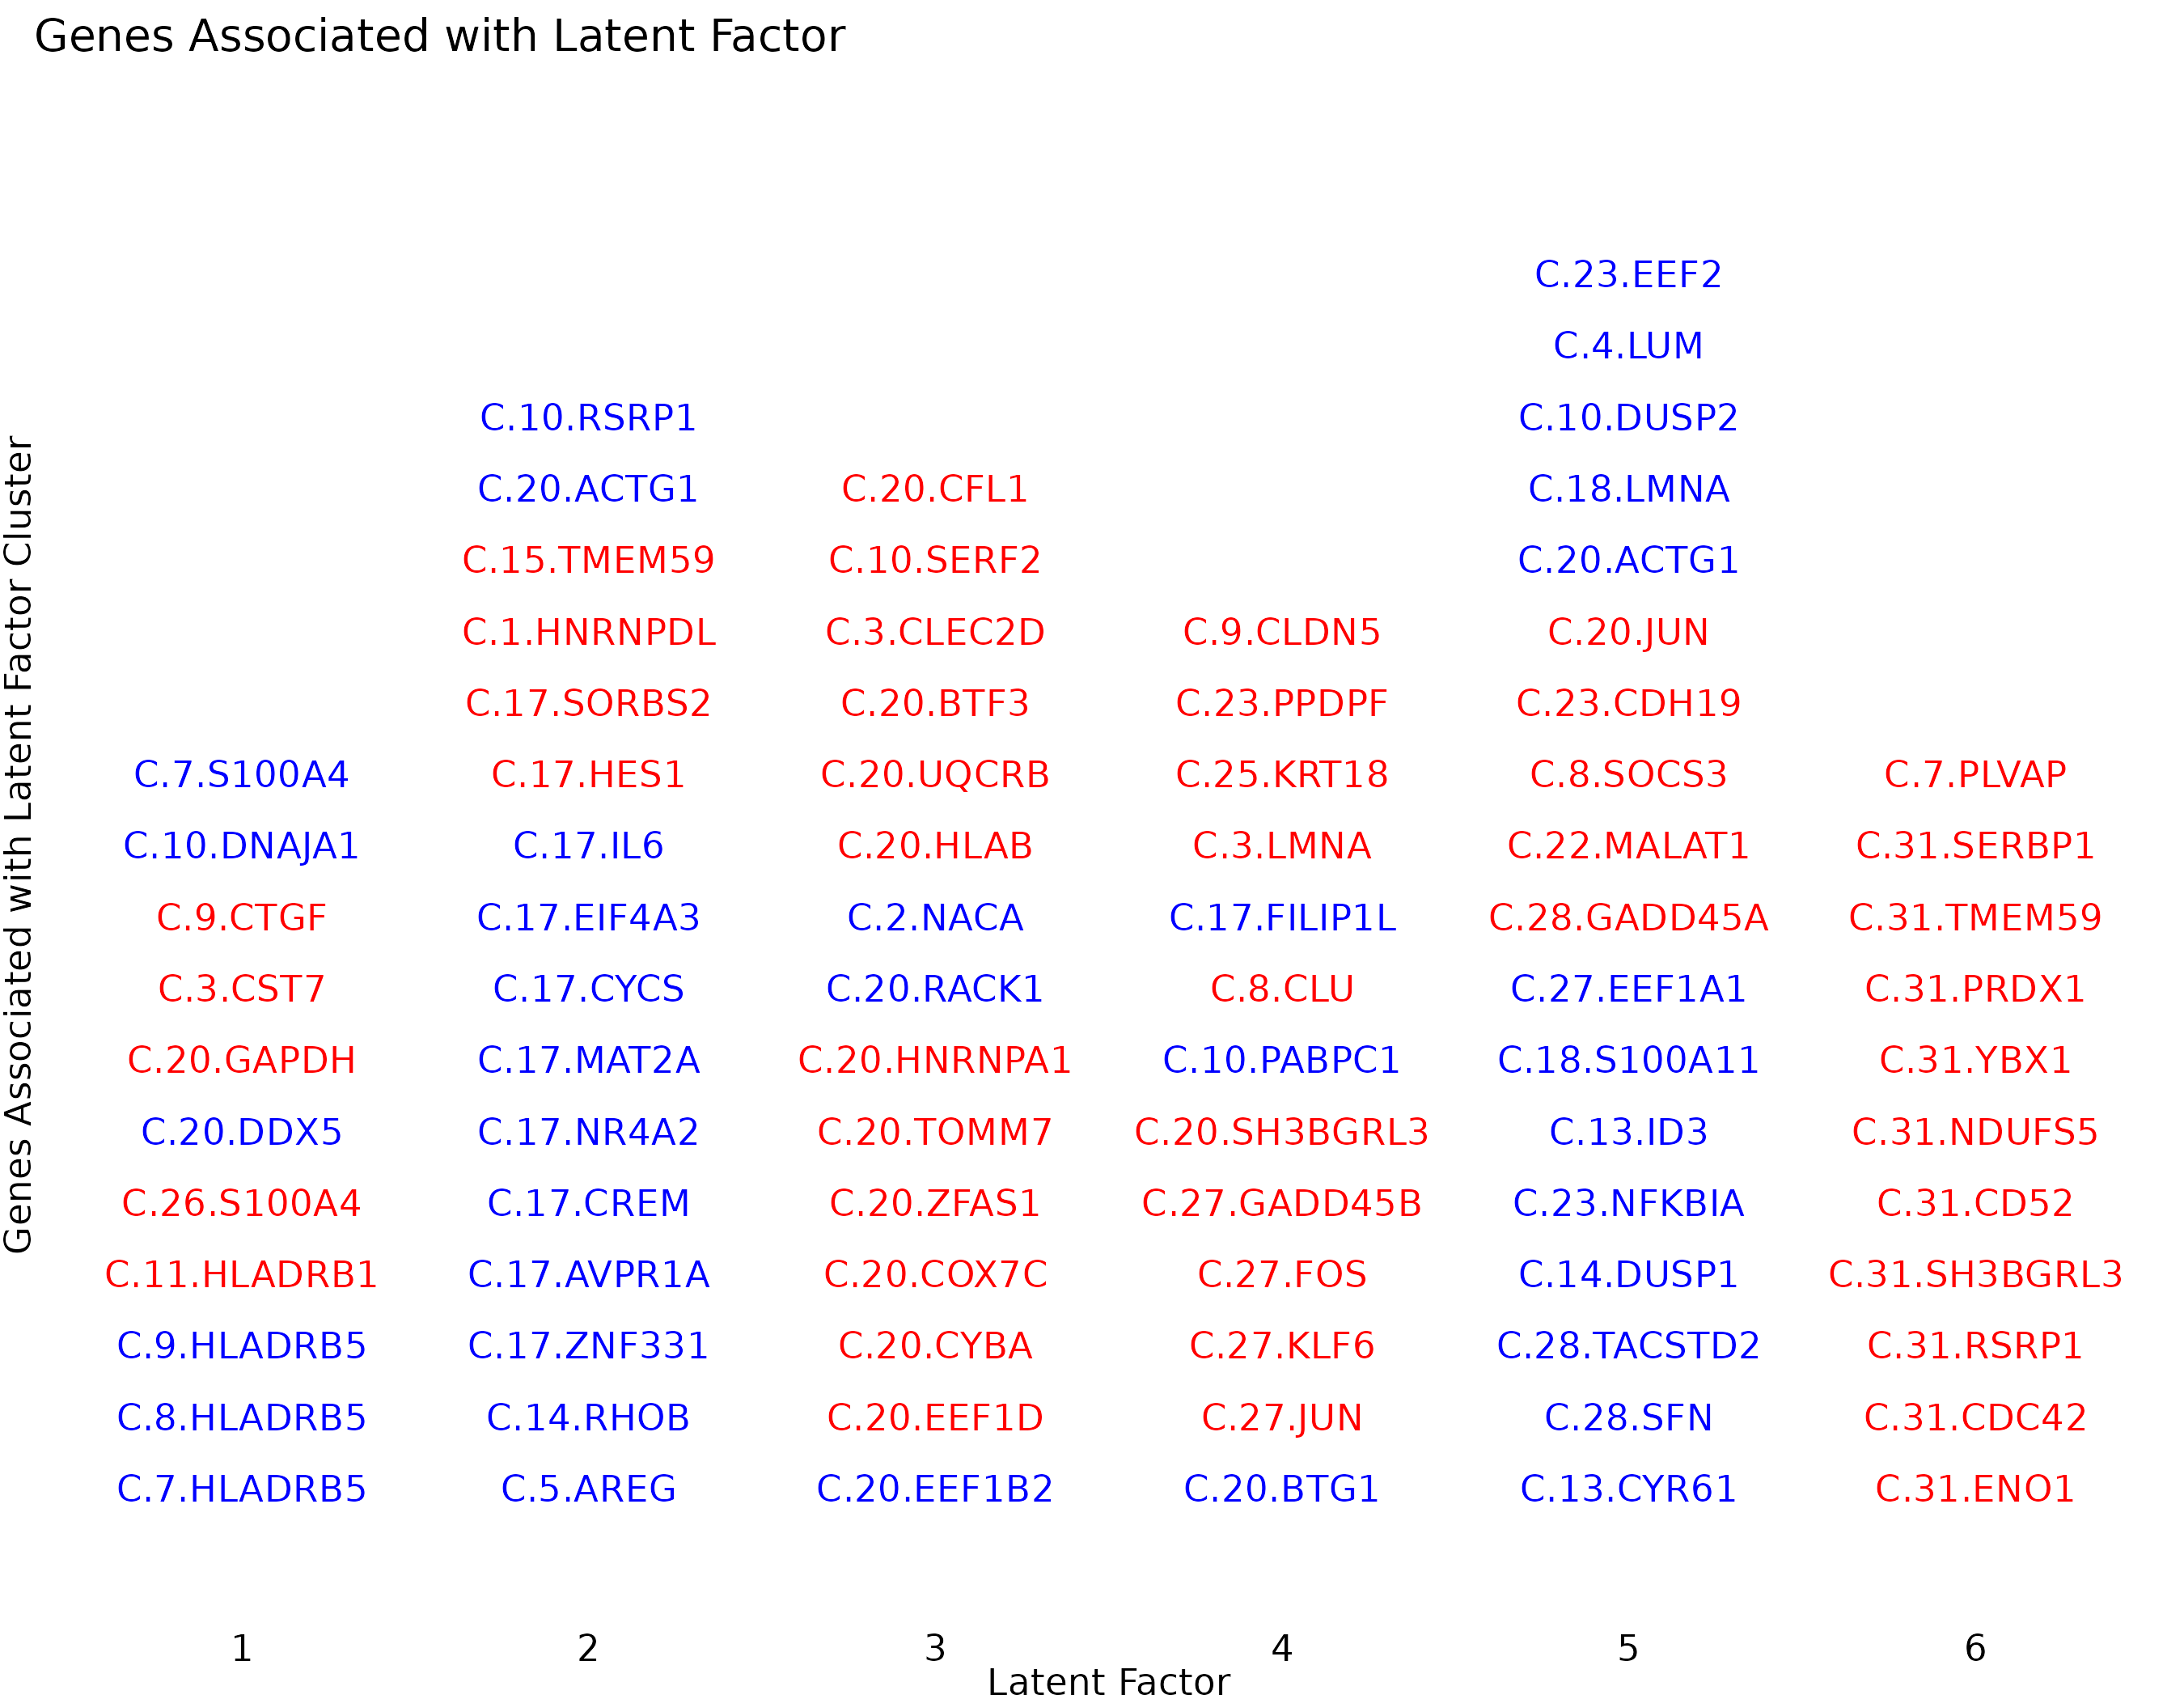 Genes Associated with Latent Factor
Genes Associated with Latent Factor Cluster
C.23.EEF2
C.4.LUM
C.10.RSRP1 C.10.DUSP2
C.20.ACTG1 C.20.CFL1 C.18.LMNA
C.15.TMEM59 C.10.SERF2 C.20.ACTG1
C.1.HNRNPDL C.3.CLEC2D C.9.CLDN5 C.20.JUN
C.17.SORBS2 C.20.BTF3 C.23.PPDPF C.23.CDH19
C.7.S100A4 C.17.HES1 C.20.UQCRB C.25.KRT18 C.8.SOCS3 C.7.PLVAP
C.10.DNAJA1 C.17.IL6 C.20.HLAB C.3.LMNA C.22.MALAT1 C.31.SERBP1
C.9.CTGF C.17.EIF4A3 C.2.NACA C.17.FILIP1L C.28.GADD45A C.31.TMEM59
C.3.CST7 C.17.CYCS C.20.RACK1 C.8.CLU C.27.EEF1A1 C.31.PRDX1
C.20.GAPDH C.17.MAT2A C.20.HNRNPA1 C.10.PABPC1 C.18.S100A11 C.31.YBX1
C.20.DDX5 C.17.NR4A2 C.20.TOMM7 C.20.SH3BGRL3 C.13.ID3 C.31.NDUFS5
C.26.S100A4 C.17.CREM C.20.ZFAS1 C.27.GADD45B C.23.NFKBIA C.31.CD52
C.11.HLADRB1 C.17.AVPR1A C.20.COX7C C.27.FOS C.14.DUSP1 C.31.SH3BGRL3
C.9.HLADRB5 C.17.ZNF331 C.20.CYBA C.27.KLF6 C.28.TACSTD2 C.31.RSRP1
C.8.HLADRB5 C.14.RHOB C.20.EEF1D C.27.JUN C.28.SFN C.31.CDC42
C.7.HLADRB5 C.5.AREG C.20.EEF1B2 C.20.BTG1 C.13.CYR61 C.31.ENO1
1 2 3 4 5 6
Latent Factor